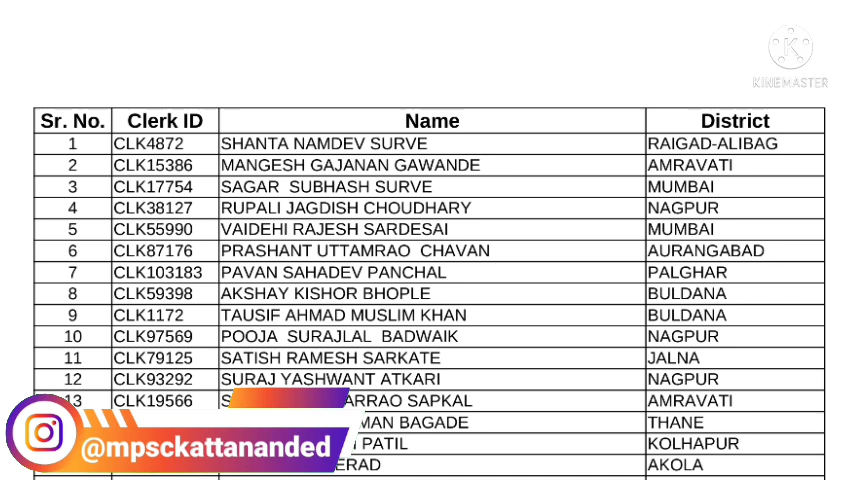 KINEMASTER
Sr. No. Clerk ID Name District
1 CLK4872 SHANTA NAMDEV SURVE RAIGAD-ALIBAG
2 CLK15386 MANGESH GAJANAN GAWANDE AMRAVATI
3 CLK17754 SAGAR SUBHASH SURVE MUMBAI
4 CLK38127 RUPALI JAGDISH CHOUDHARY NAGPUR
5 CLK55990 VAIDEHI RAJESH SARDESAI MUMBAI
6 CLK87176 PRASHANT UTTAMRAO CHAVAN AURANGABAD
7 CLK103183 PAVAN SAHADEV PANCHAL PALGHAR
8 CLK59398 AKSHAY KISHOR BHOPLE BULDANA
9 CLK1172 TAUSIF AHMAD MUSLIM KHAN BULDANA
10 CLK97569 POOJA SURAJLAL BADWAIK NAGPUR
11 CLK79125 SATISH RAMESH SARKATE JALNA
12 CLK93292 SURAJ YASHWANT ATKARI NAGPUR
13 CLK19566 SAPKAL AMRAVATI
BAGADE THANE
PATIL KOLHAPUR
AKOLA
@mpsckattananded